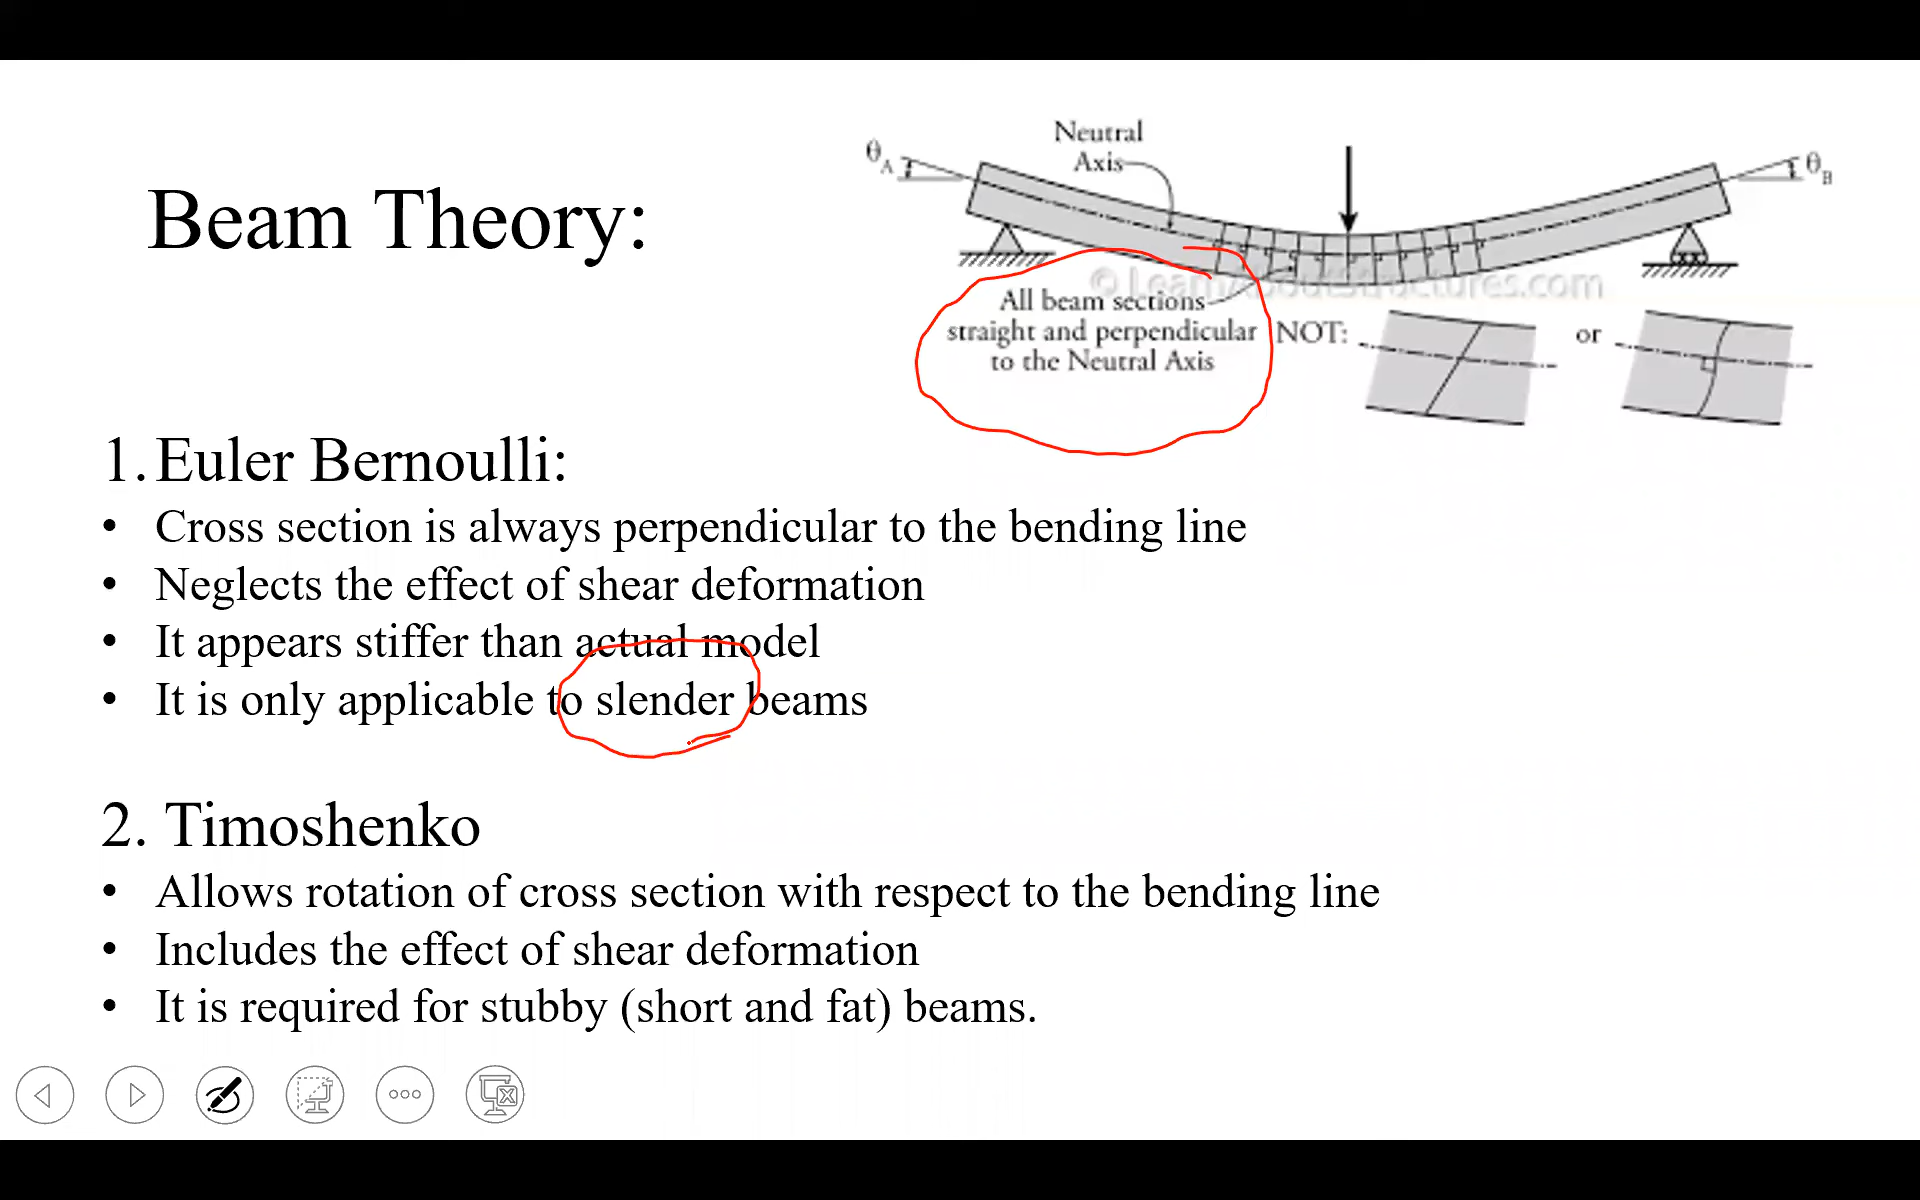 Beam Theory:
θA
Neutral
Axis
θB
© LearnAboutStructures.com
All beam sections
straight and perpendicular
to the Neutral Axis
NOT:
or
1. Euler Bernoulli:
• Cross section is always perpendicular to the bending line
• Neglects the effect of shear deformation
• It appears stiffer than actual model
• It is only applicable to slender beams
2. Timoshenko
• Allows rotation of cross section with respect to the bending line
• Includes the effect of shear deformation
• It is required for stubby (short and fat) beams.